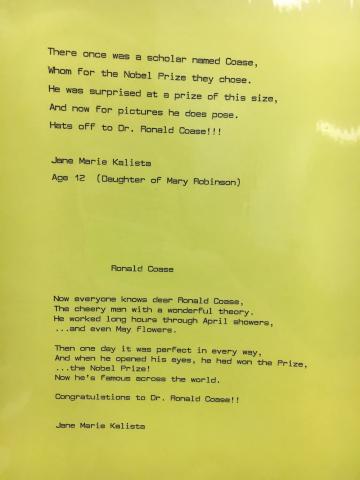 There once was a scholar named Coase,
Whom for the Nobel Prize they chose.
He was surprised at a prize of this size,
And now for pictures he does pose.
Hats off to Dr. Ronald Coase!!!
Jane Marie Kalista
Age 12 (Daughter of Mary Robinson)
Ronald Coase
Now everyone knows dear Ronald Coase,
The cheery man with a wonderful theory.
He worked long hours through April showers,
...and even May flowers.
Then one day it was perfect in every way,
And when he opened his eyes, he had won the Prize,
...the Nobel Prize!
Now he's famous across the world.
Congratulations to Dr. Ronald Coase!!
Jane Marie Kalista